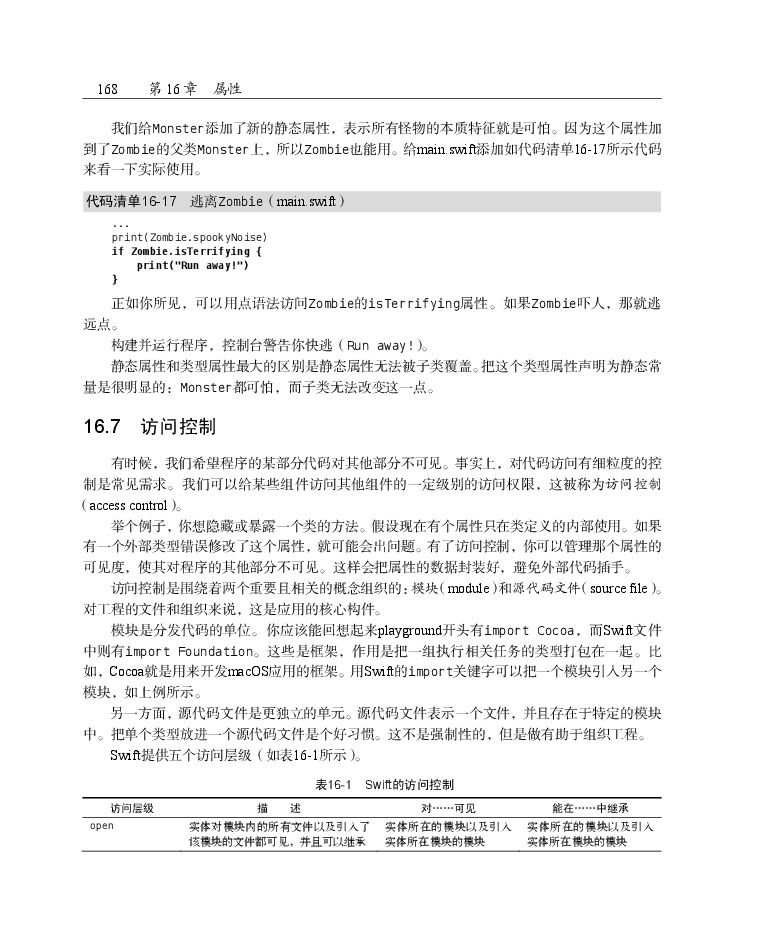 168 第 16 章 属性
我们给Monster添加了新的静态属性，表示所有怪物的本质特征就是可怕。因为这个属性加
到了Zombie的父类Monster上，所以Zombie也能用。给main.swift添加如代码清单16-17所示代码
来看一下实际使用。
代码清单16-17 逃离Zombie（main.swift）
...
print(Zombie.spookyNoise)
if Zombie.isTerrifying {
    print("Run away!")
}
正如你所见，可以用点语法访问Zombie的isTerrifying属性。如果Zombie吓人，那就逃
远点。
构建并运行程序，控制台警告你快逃（Run away!）。
静态属性和类型属性最大的区别是静态属性无法被子类覆盖。把这个类型属性声明为静态常
量是很明显的：Monster都可怕，而子类无法改变这一点。
16.7 访问控制
有时候，我们希望程序的某部分代码对其他部分不可见。事实上，对代码访问有细粒度的控
制是常见需求。我们可以给某些组件访问其他组件的一定级别的访问权限，这被称为访问控制
（access control）。
举个例子，你想隐藏或暴露一个类的方法。假设现在有个属性只在类定义的内部使用。如果
有一个外部类型错误修改了这个属性，就可能会出问题。有了访问控制，你可以管理那个属性的
可见度，使其对程序的其他部分不可见。这样会把属性的数据封装好，避免外部代码插手。
访问控制是围绕着两个重要且相关的概念组织的：模块（module）和源代码文件（source file）。
对工程的文件和组织来说，这是应用的核心构件。
模块是分发代码的单位。你应该能回想起来playground开头有import Cocoa，而Swift文件
中则有import Foundation。这些是框架，作用是把一组执行相关任务的类型打包在一起。比
如，Cocoa就是用来开发macOS应用的框架。用Swift的import关键字可以把一个模块引入另一个
模块，如上例所示。
另一方面，源代码文件是更独立的单元。源代码文件表示一个文件，并且存在于特定的模块
中。把单个类型放进一个源代码文件是个好习惯。这不是强制性的，但是做有助于组织工程。
Swift提供五个访问层级（如表16-1所示）。
表16-1 Swift的访问控制
访问层级 描 述 对……可见 能在……中继承
open 实体对模块内的所有文件以及引入了 实体所在的模块以及引入 实体所在的模块以及引入
该模块的文件都可见，并且可以继承 实体所在模块的模块 实体所在模块的模块